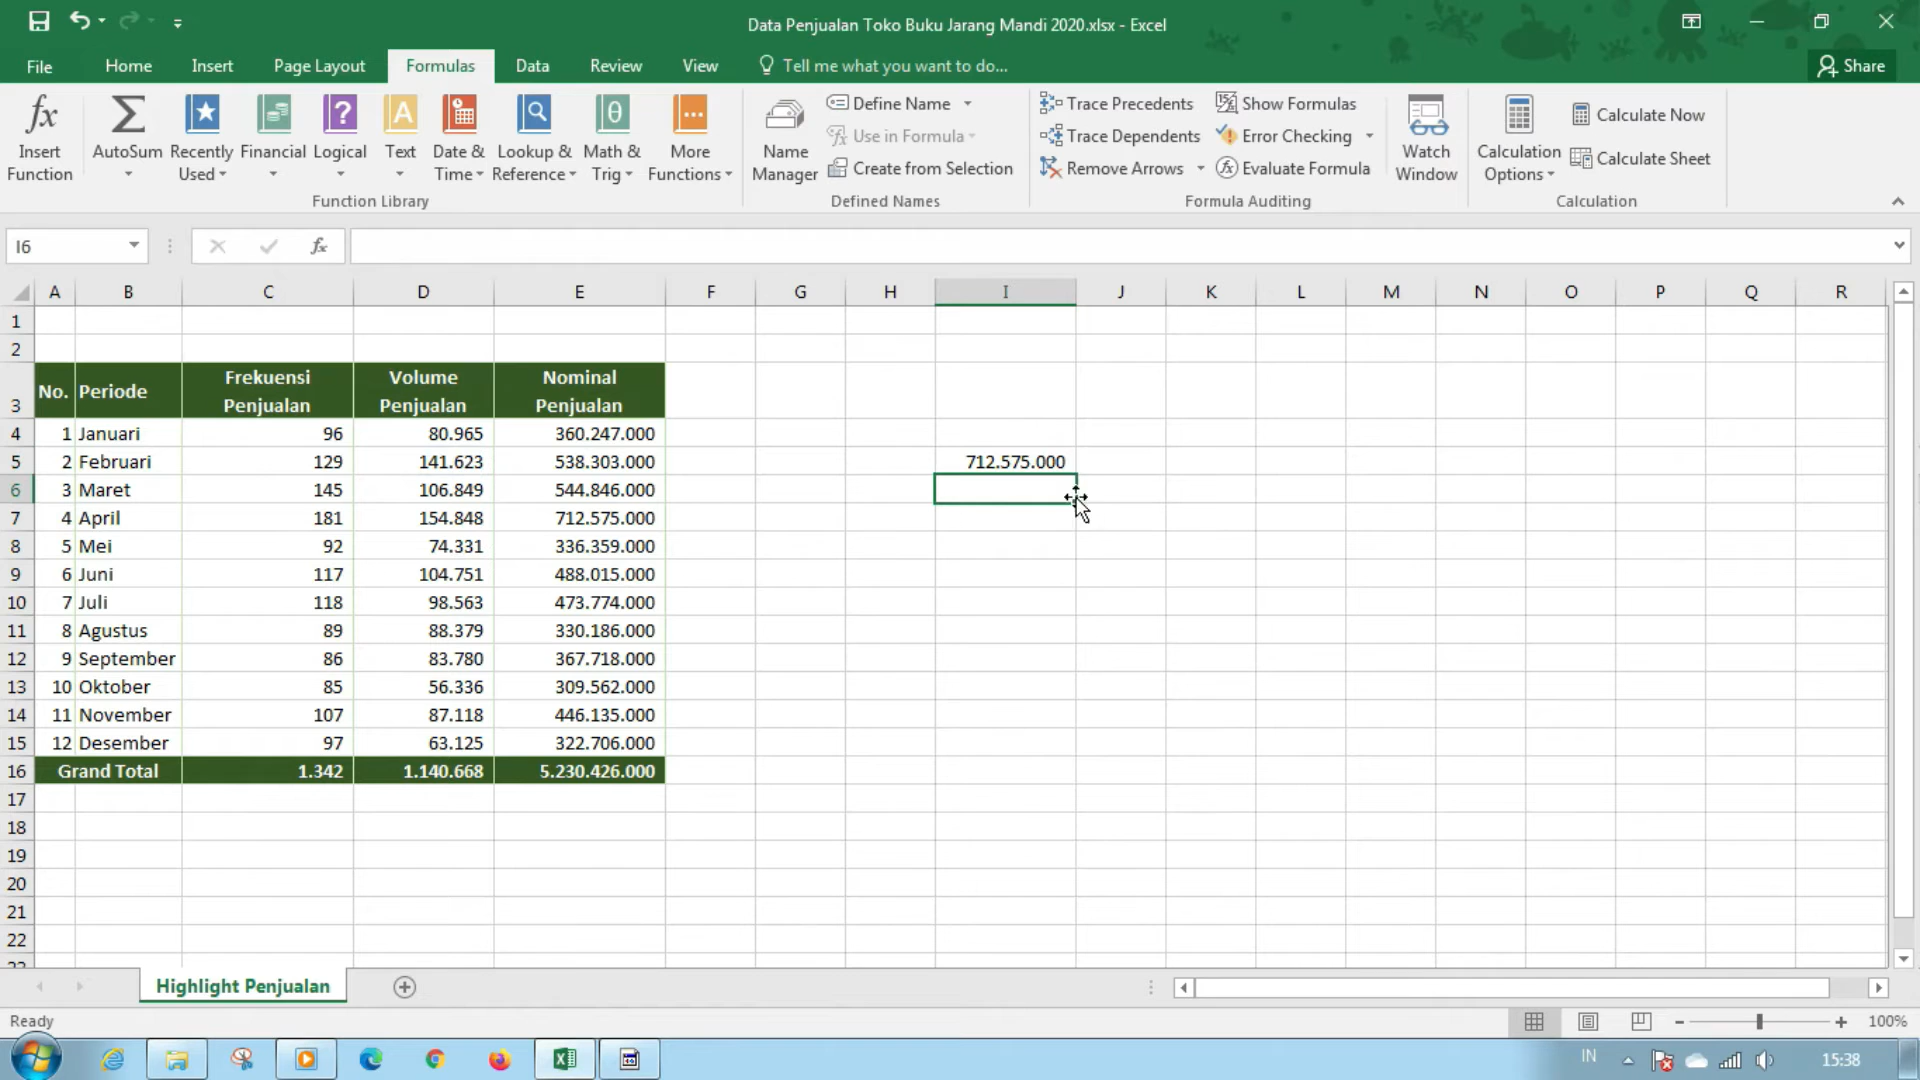 Data Penjualan Toko Buku Jarang Mandi 2020.xlsx - Excel
File Home Insert Page Layout Formulas Data Review View Tell me what you want to do... Share
fx Insert Function
AutoSum
Recently Used
Financial
Logical
Text
Date & Time
Lookup & Reference
Math & Trig
More Functions
Function Library
Name Manager
Define Name
Use in Formula
Create from Selection
Defined Names
Trace Precedents
Trace Dependents
Remove Arrows
Show Formulas
Error Checking
Evaluate Formula
Formula Auditing
Watch Window
Calculation Options
Calculate Now
Calculate Sheet
Calculation
I6 fx
A B C D E F G H I J K L M N O P Q R
1
2
3 No. Periode Frekuensi Penjualan Volume Penjualan Nominal Penjualan
4 1 Januari 96 80.965 360.247.000
5 2 Februari 129 141.623 538.303.000 712.575.000
6 3 Maret 145 106.849 544.846.000
7 4 April 181 154.848 712.575.000
8 5 Mei 92 74.331 336.359.000
9 6 Juni 117 104.751 488.015.000
10 7 Juli 118 98.563 473.774.000
11 8 Agustus 89 88.379 330.186.000
12 9 September 86 83.780 367.718.000
13 10 Oktober 85 56.336 309.562.000
14 11 November 107 87.118 446.135.000
15 12 Desember 97 63.125 322.706.000
16 Grand Total 1.342 1.140.668 5.230.426.000
17
18
19
20
21
22
Highlight Penjualan
Ready 100%
IN 15:38